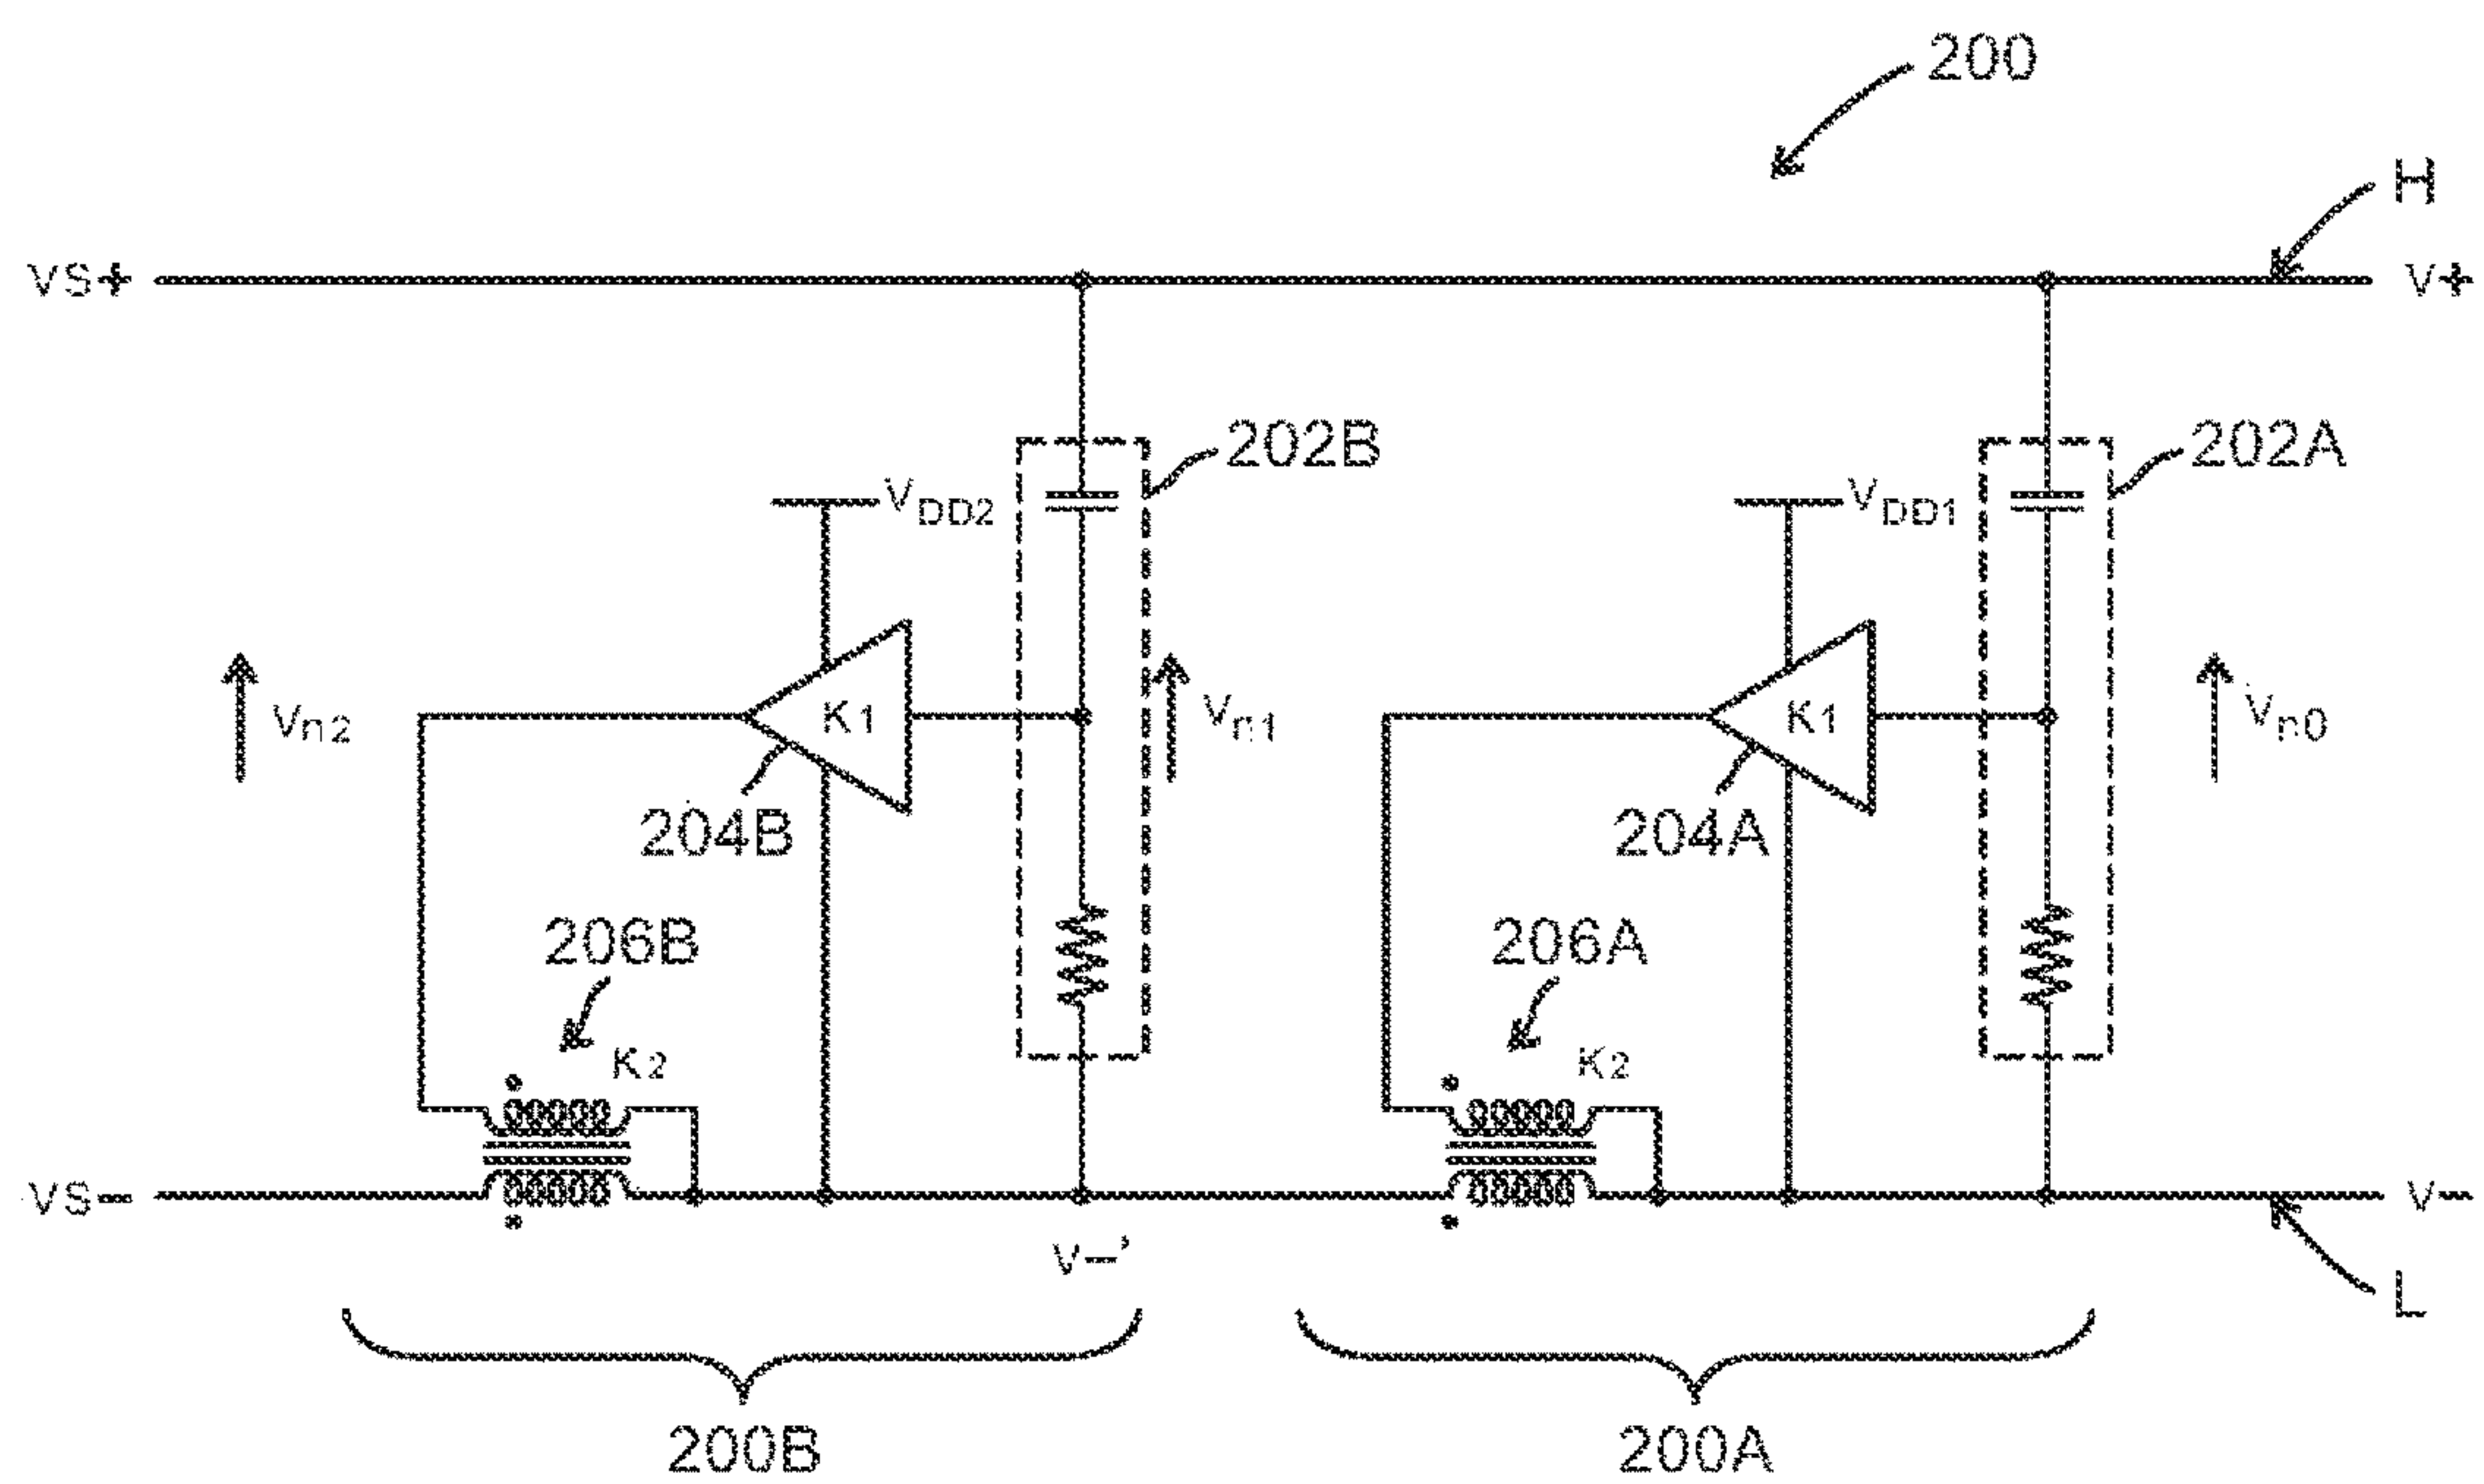 200
H
VS+
V+
202B
202A
VDD2
VDD1
K1
K1
Vn2
Vn1
Vn0
204B
204A
206B
206A
K2
K2
VS-
V-
V-'
L
200B
200A